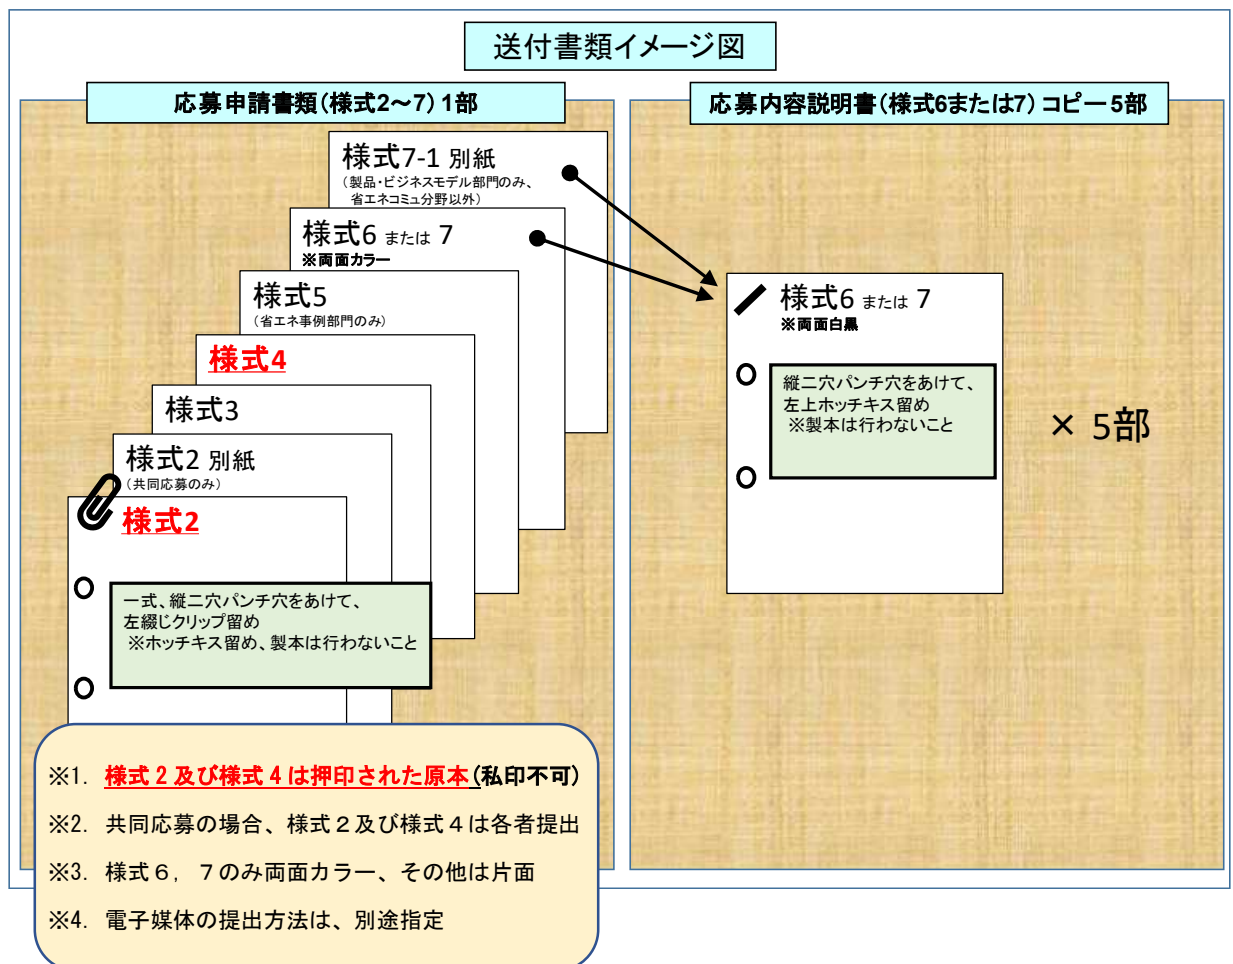 送付書類イメージ図
応募申請書類（様式2～7）1部
様式7-1 別紙
（製品・ビジネスモデル部門のみ、
省エネコミュ分野以外）
様式6 または 7
※両面カラー
様式5
（省エネ事例部門のみ）
様式4
様式3
様式2 別紙
（共同応募のみ）
様式2
一式、縦二穴パンチ穴をあけて、
左綴じクリップ留め
※ホッチキス留め、製本は行わないこと
応募内容説明書（様式6または7）コピー5部
様式6 または 7
※両面白黒
縦二穴パンチ穴をあけて、
左上ホッチキス留め
※製本は行わないこと
× 5部
※1. 様式２及び様式４は押印された原本（私印不可）
※2. 共同応募の場合、様式２及び様式４は各者提出
※3. 様式６，７のみ両面カラー、その他は片面
※4. 電子媒体の提出方法は、別途指定